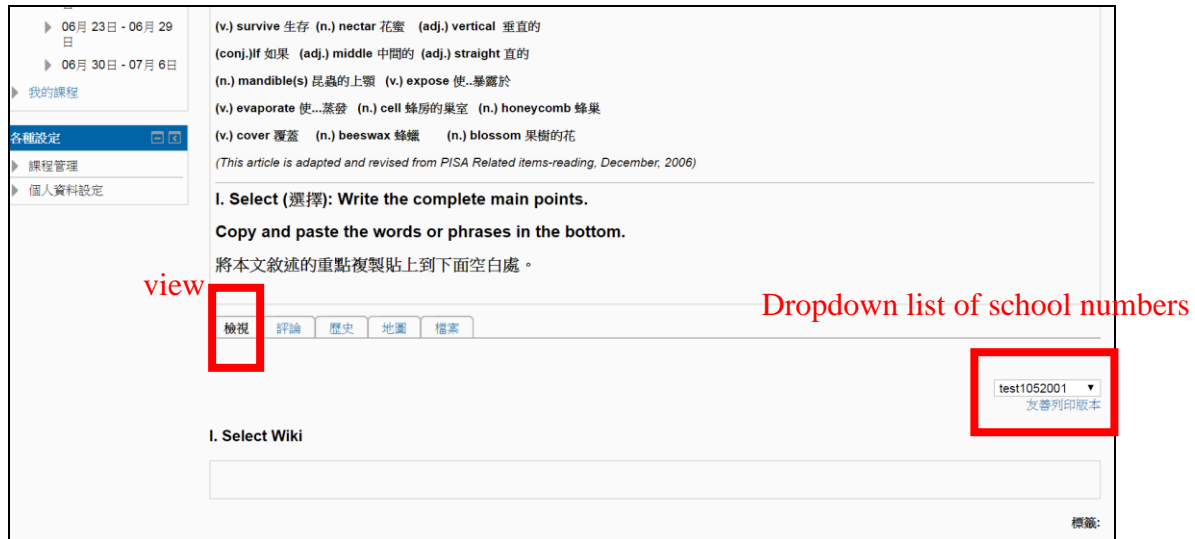 06月 23日 - 06月 29
日
06月 30日 - 07月 6日
我的課程
各種設定
課程管理
個人資料設定
(v.) survive 生存 (n.) nectar 花蜜 (adj.) vertical 垂直的
(conj.)If 如果 (adj.) middle 中間的 (adj.) straight 直的
(n.) mandible(s) 昆蟲的上顎 (v.) expose 使..暴露於
(v.) evaporate 使...蒸發 (n.) cell 蜂房的巢室 (n.) honeycomb 蜂巢
(v.) cover 覆蓋 (n.) beeswax 蜂蠟 (n.) blossom 果樹的花
(This article is adapted and revised from PISA Related items-reading, December, 2006)
I. Select (選擇): Write the complete main points.
Copy and paste the words or phrases in the bottom.
將本文敘述的重點複製貼上到下面空白處。
view
Dropdown list of school numbers
檢視 評論 歷史 地圖 檔案
test1052001
友善列印版本
I. Select Wiki
標籤: